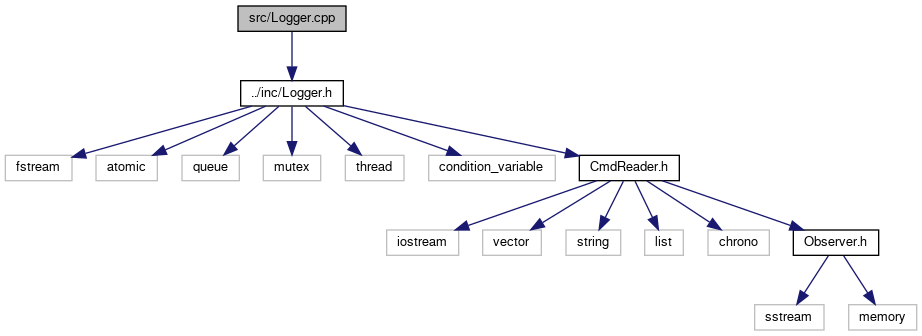 src/Logger.cpp
../inc/Logger.h
fstream
atomic
queue
mutex
thread
condition_variable
CmdReader.h
iostream
vector
string
list
chrono
Observer.h
sstream
memory